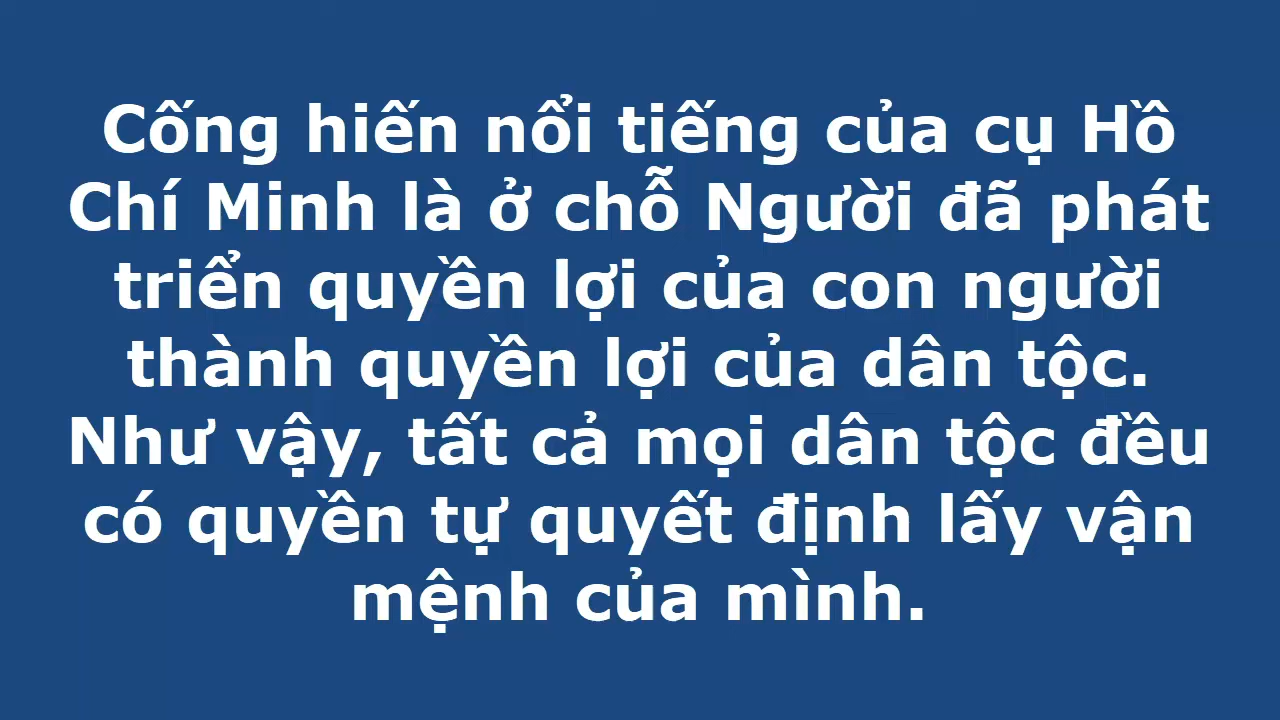 Cống hiến nổi tiếng của cụ Hồ
Chí Minh là ở chỗ Người đã phát
triển quyền lợi của con người
thành quyền lợi của dân tộc.
Như vậy, tất cả mọi dân tộc đều
có quyền tự quyết định lấy vận
mệnh của mình.